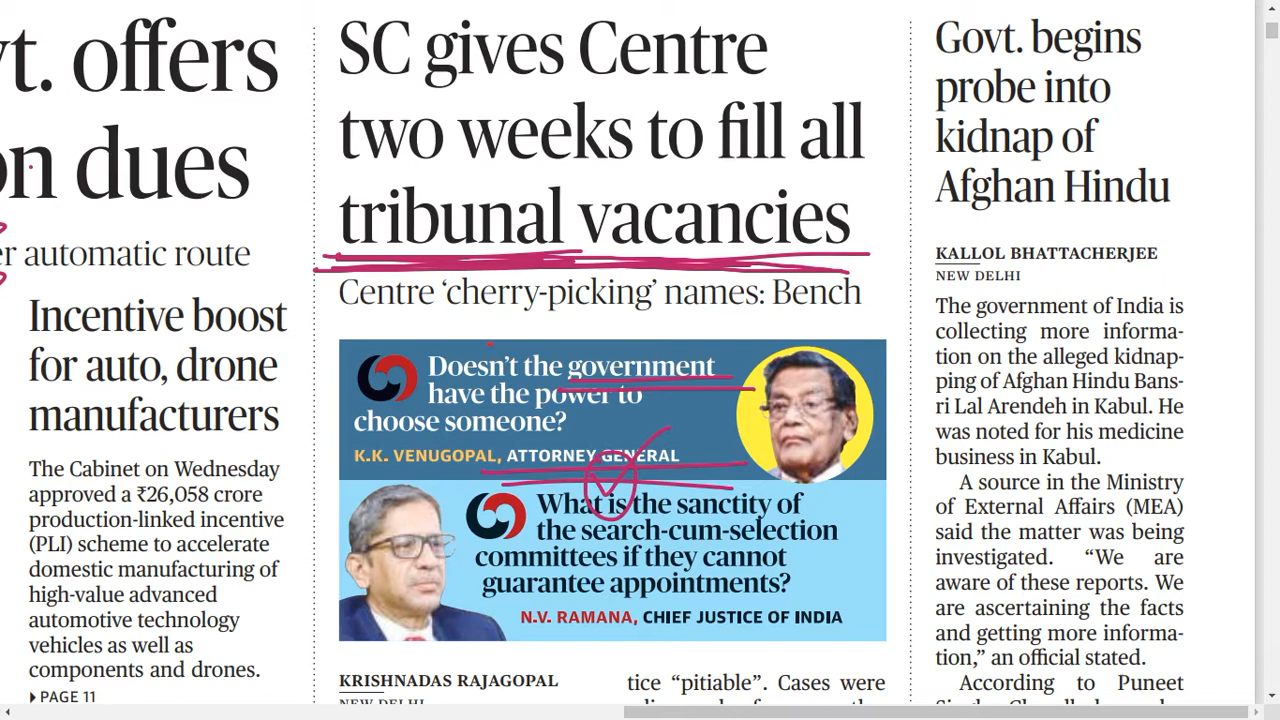 t. offers
n dues
er automatic route
Incentive boost
for auto, drone
manufacturers
The Cabinet on Wednesday
approved a ₹26,058 crore
production-linked incentive
(PLI) scheme to accelerate
domestic manufacturing of
high-value advanced
automotive technology
vehicles as well as
components and drones.
PAGE 11
SC gives Centre
two weeks to fill all
tribunal vacancies
Centre ‘cherry-picking’ names: Bench
Doesn’t the government
have the power to
choose someone?
K.K. VENUGOPAL, ATTORNEY GENERAL
What is the sanctity of
the search-cum-selection
committees if they cannot
guarantee appointments?
N.V. RAMANA, CHIEF JUSTICE OF INDIA
KRISHNADAS RAJAGOPAL
NEW DELHI
tice “pitiable”. Cases were
Govt. begins
probe into
kidnap of
Afghan Hindu
KALLOL BHATTACHERJEE
NEW DELHI
The government of India is
collecting more informa-
tion on the alleged kidnap-
ping of Afghan Hindu Bans-
ri Lal Arendeh in Kabul. He
was noted for his medicine
business in Kabul.
A source in the Ministry
of External Affairs (MEA)
said the matter was being
investigated. “We are
aware of these reports. We
are ascertaining the facts
and getting more informa-
tion,” an official stated.
According to Puneet